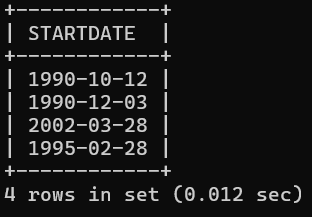 +------------+
| STARTDATE  |
+------------+
| 1990-10-12 |
| 1990-12-03 |
| 2002-03-28 |
| 1995-02-28 |
+------------+
4 rows in set (0.012 sec)